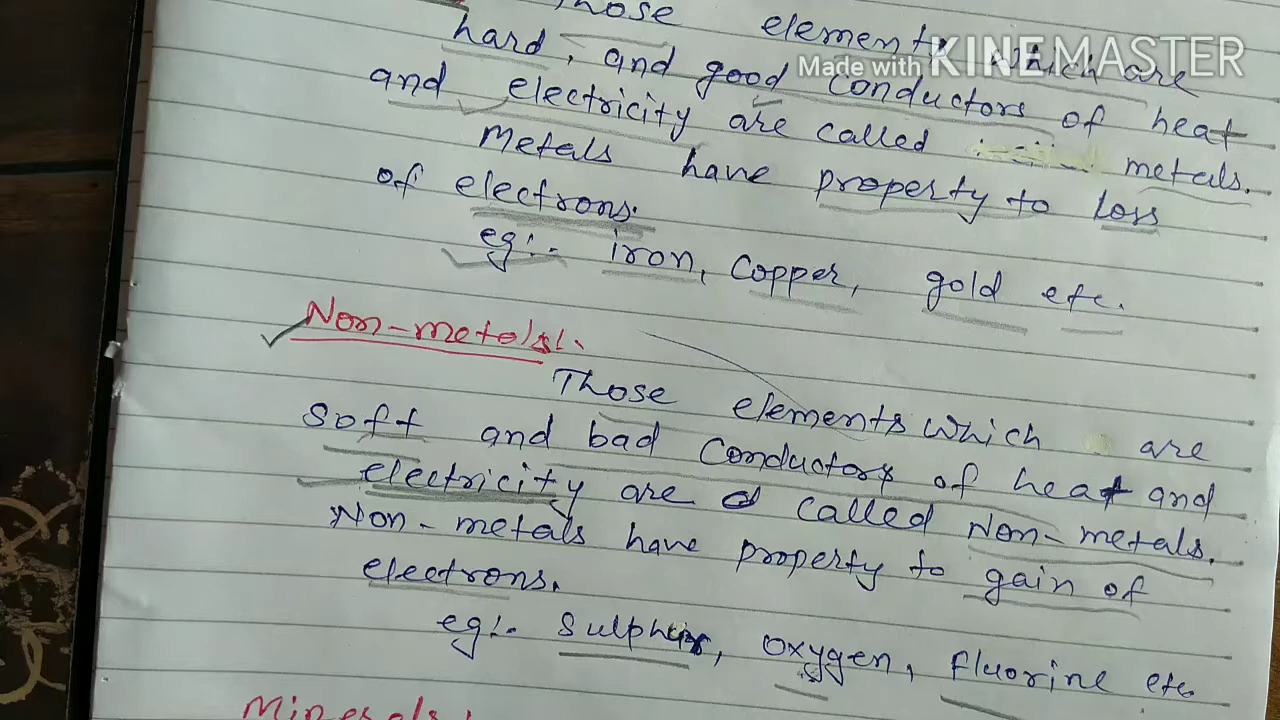 Those elements which are
hard, and good conductors of heat
and electricity are called metals.
Metals have property to loss
of electrons.
eg:- iron, copper, gold etc.
Non-metals:-
Those elements which are
soft and bad conductors of heat and
electricity are called Non-metals.
Non-metals have property to gain of
electrons.
eg:- Sulphur, oxygen, fluorine etc
Minerals:
Made with KINEMASTER